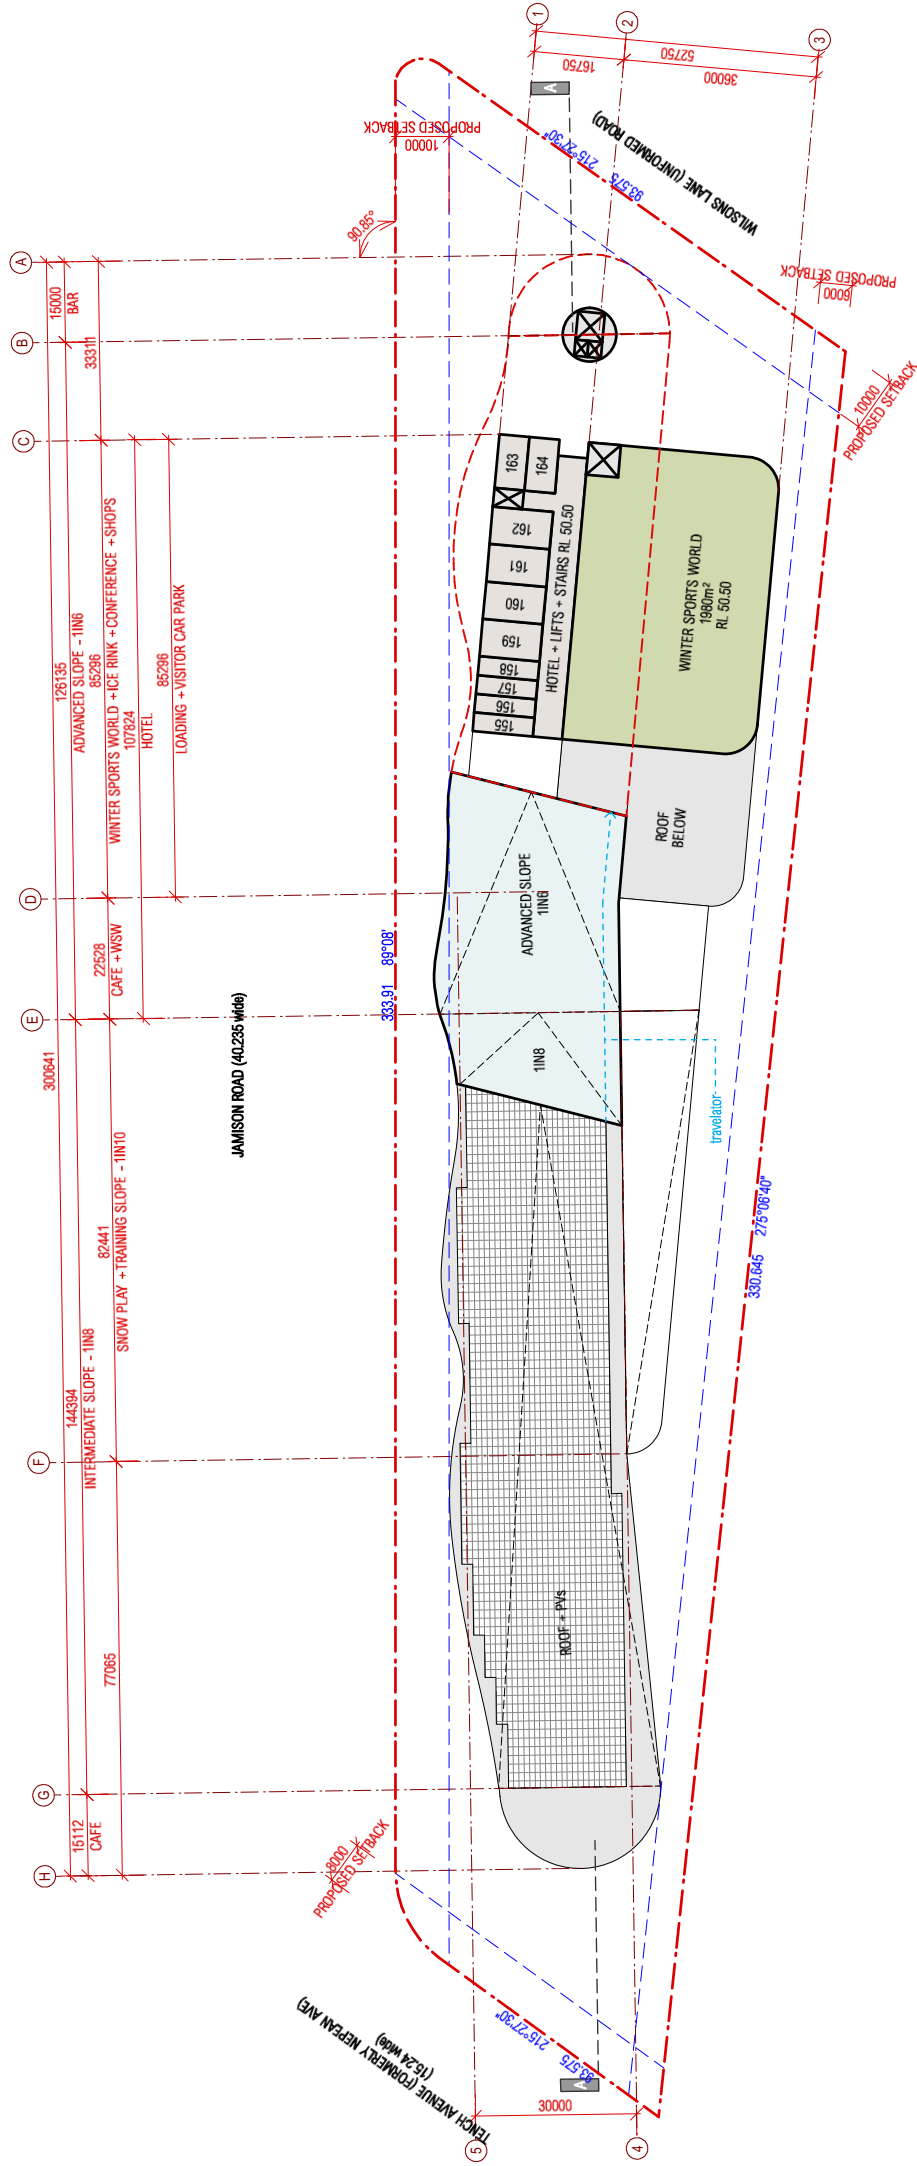 H
G
F
E
D
C
B
A
300641
15112
CAFE
144394
INTERMEDIATE SLOPE - 1IN8
126135
ADVANCED SLOPE - 1IN6
15000
BAR
77065
82441
SNOW PLAY + TRAINING SLOPE - 1IN10
22528
CAFE + WSW
85296
WINTER SPORTS WORLD + ICE RINK + CONFERENCE + SHOPS
33311
107824
HOTEL
85296
LOADING + VISITOR CAR PARK
JAMISON ROAD (40.235 wide)
90.85°
333.91 89°08'
10000
PROPOSED SETBACK
8000
PROPOSED SETBACK
TENCH AVENUE (FORMERLY NEPEAN AVE)
(15.24 wide)
215°27'30"
93.575
A
30000
5
4
ROOF + PVs
1IN8
ADVANCED SLOPE
1IN6
travelator
ROOF
BELOW
155
156
157
158
159
160
161
162
163
164
HOTEL + LIFTS + STAIRS RL 50.50
WINTER SPORTS WORLD
1980m²
RL 50.50
330.645 275°06'40"
A
215°27'30"
93.575
WILSONS LANE (UNFORMED ROAD)
6000
PROPOSED SETBACK
10000
PROPOSED SETBACK
1
2
3
16750
36000
52750